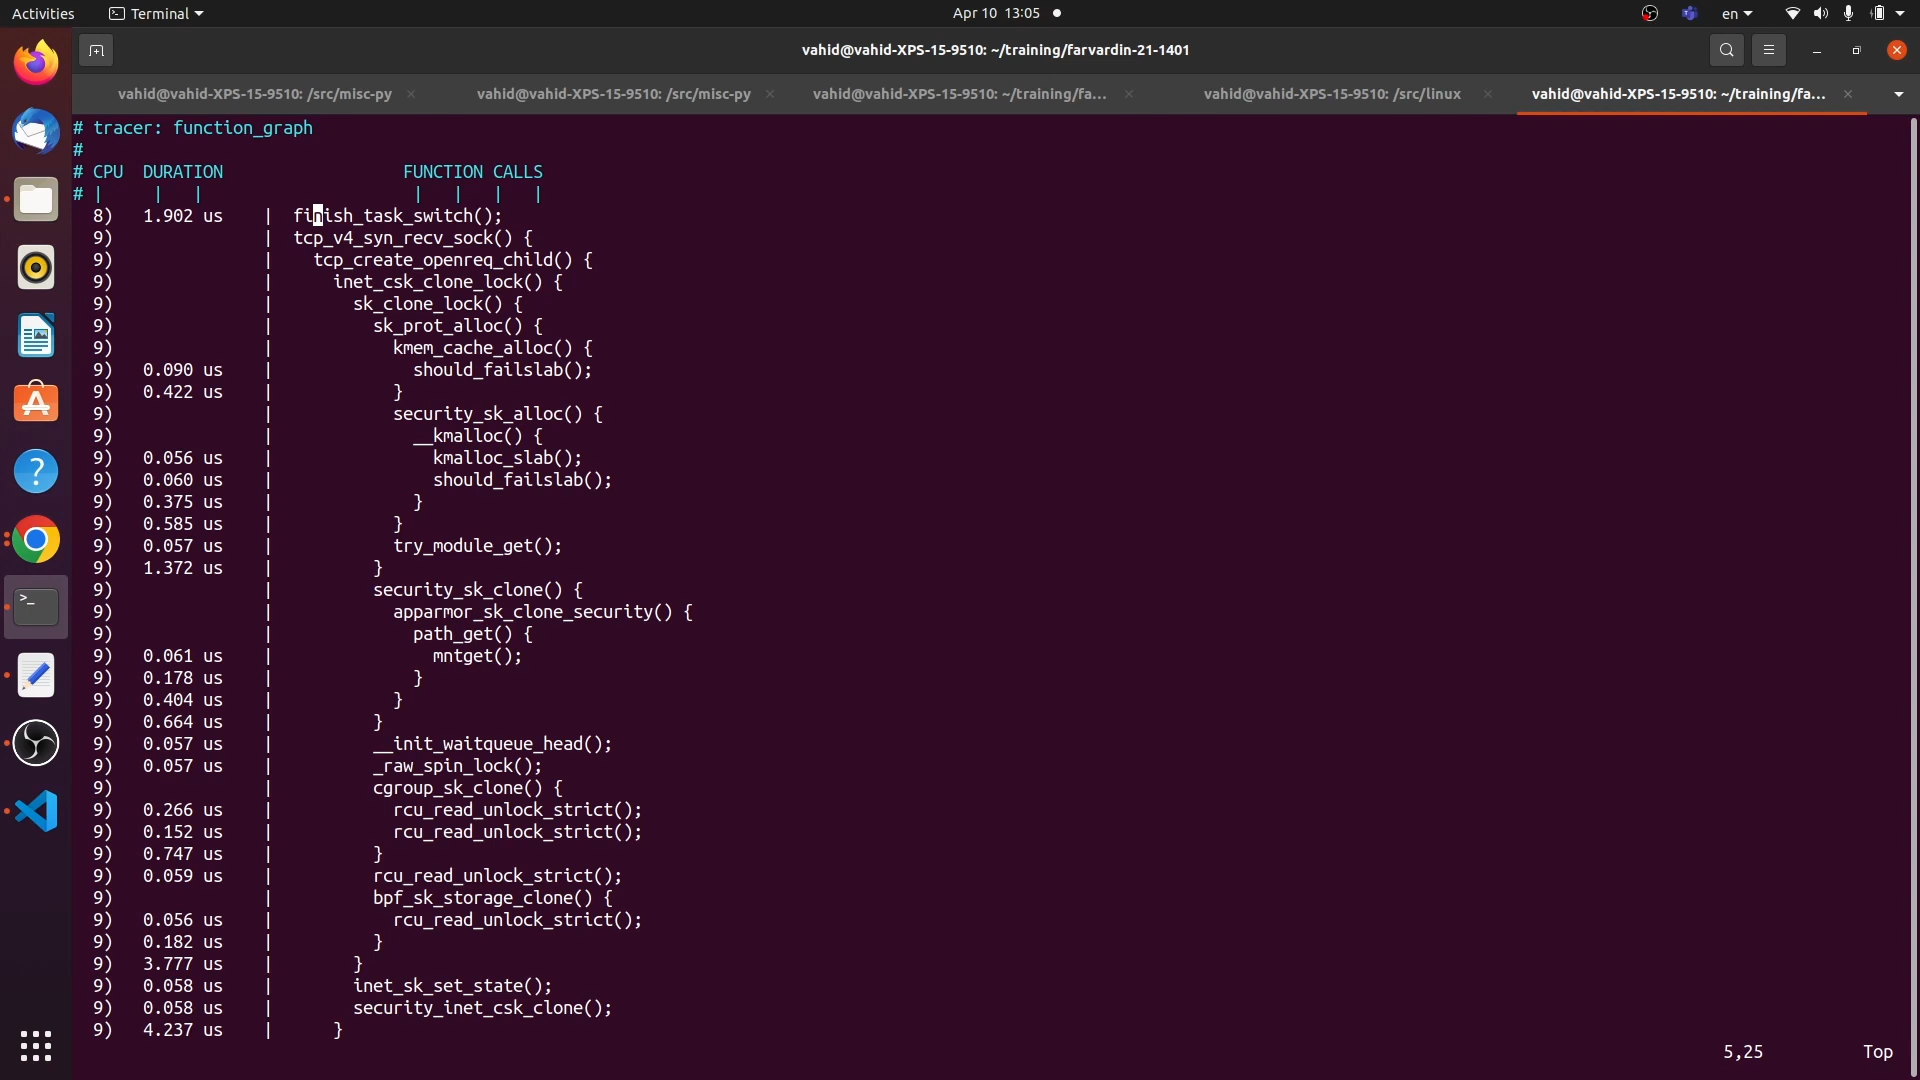 Activities Terminal Apr 10 13:05 en
vahid@vahid-XPS-15-9510: ~/training/farvardin-21-1401
vahid@vahid-XPS-15-9510: /src/misc-py × vahid@vahid-XPS-15-9510: /src/misc-py × vahid@vahid-XPS-15-9510: ~/training/fa... × vahid@vahid-XPS-15-9510: /src/linux × vahid@vahid-XPS-15-9510: ~/training/fa... ×
# tracer: function_graph
#
# CPU  DURATION                  FUNCTION CALLS
# |     |   |                     |   |   |   |
  8)   1.902 us    |  finish_task_switch();
  9)               |  tcp_v4_syn_recv_sock() {
  9)               |    tcp_create_openreq_child() {
  9)               |      inet_csk_clone_lock() {
  9)               |        sk_clone_lock() {
  9)               |          sk_prot_alloc() {
  9)               |            kmem_cache_alloc() {
  9)   0.090 us    |              should_failslab();
  9)   0.422 us    |            }
  9)               |            security_sk_alloc() {
  9)               |              __kmalloc() {
  9)   0.056 us    |                kmalloc_slab();
  9)   0.060 us    |                should_failslab();
  9)   0.375 us    |              }
  9)   0.585 us    |            }
  9)   0.057 us    |            try_module_get();
  9)   1.372 us    |          }
  9)               |          security_sk_clone() {
  9)               |            apparmor_sk_clone_security() {
  9)               |              path_get() {
  9)   0.061 us    |                mntget();
  9)   0.178 us    |              }
  9)   0.404 us    |            }
  9)   0.664 us    |          }
  9)   0.057 us    |          __init_waitqueue_head();
  9)   0.057 us    |          _raw_spin_lock();
  9)               |          cgroup_sk_clone() {
  9)   0.266 us    |            rcu_read_unlock_strict();
  9)   0.152 us    |            rcu_read_unlock_strict();
  9)   0.747 us    |          }
  9)   0.059 us    |          rcu_read_unlock_strict();
  9)               |          bpf_sk_storage_clone() {
  9)   0.056 us    |            rcu_read_unlock_strict();
  9)   0.182 us    |          }
  9)   3.777 us    |        }
  9)   0.058 us    |        inet_sk_set_state();
  9)   0.058 us    |        security_inet_csk_clone();
  9)   4.237 us    |      }
5,25          Top